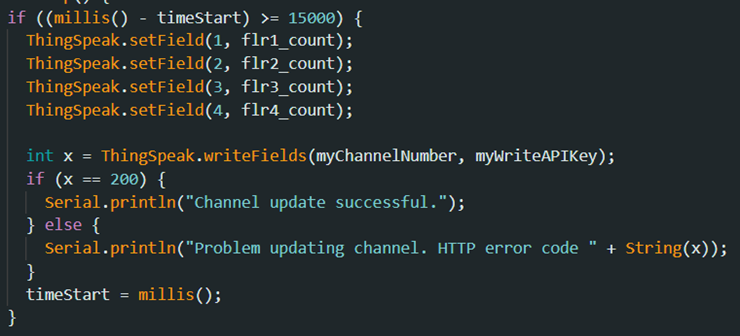 if ((millis() - timeStart) >= 15000) {
ThingSpeak.setField(1, flr1_count);
ThingSpeak.setField(2, flr2_count);
ThingSpeak.setField(3, flr3_count);
ThingSpeak.setField(4, flr4_count);
int x = ThingSpeak.writeFields(myChannelNumber, myWriteAPIKey);
if (x == 200) {
Serial.println("Channel update successful.");
} else {
Serial.println("Problem updating channel. HTTP error code " + String(x));
}
timeStart = millis();
}